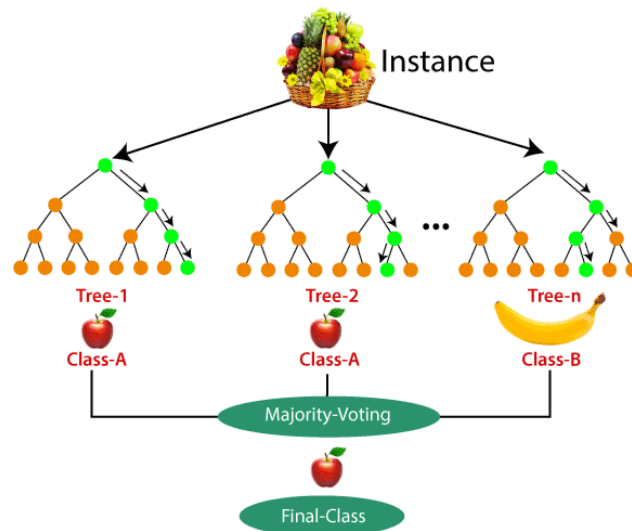 Instance
...
Tree-1
Tree-2
Tree-n
Class-A
Class-A
Class-B
Majority-Voting
Final-Class